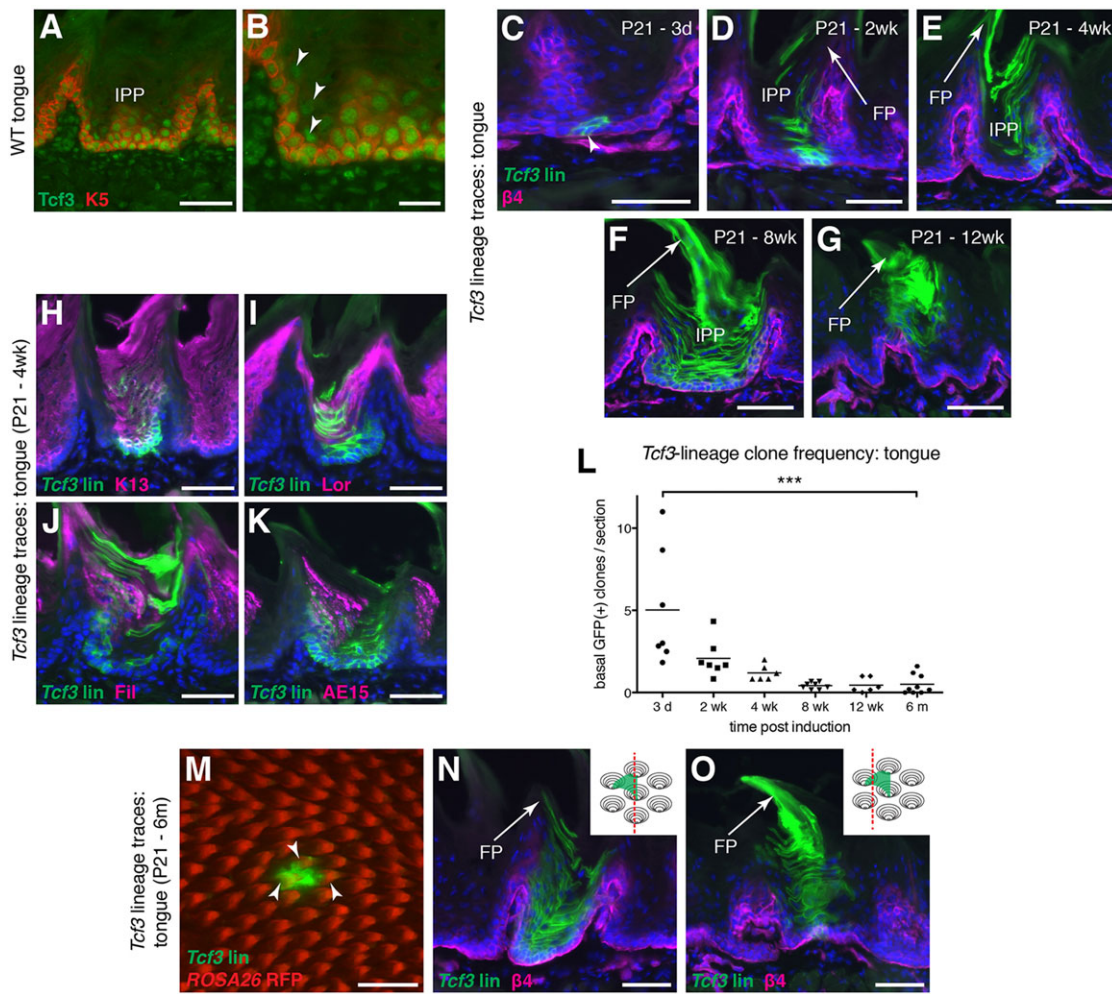 A
B
IPP
WT tongue
Tcf3 K5
C
P21 - 3d
D
P21 - 2wk
E
P21 - 4wk
IPP
FP
FP
IPP
Tcf3 lin
β4
Tcf3 lineage traces: tongue
F
P21 - 8wk
G
P21 - 12wk
FP
IPP
FP
H
I
Tcf3 lin K13
Tcf3 lin Lor
J
K
Tcf3 lin Fil
Tcf3 lin AE15
Tcf3 lineage traces: tongue (P21 - 4wk)
L
Tcf3-lineage clone frequency: tongue
***
10
5
0
basal GFP(+) clones / section
3 d 2 wk 4 wk 8 wk 12 wk 6 m
time post induction
M
N
O
FP
FP
Tcf3 lineage traces:
tongue (P21 - 6m)
Tcf3 lin
ROSA26 RFP
Tcf3 lin β4
Tcf3 lin β4